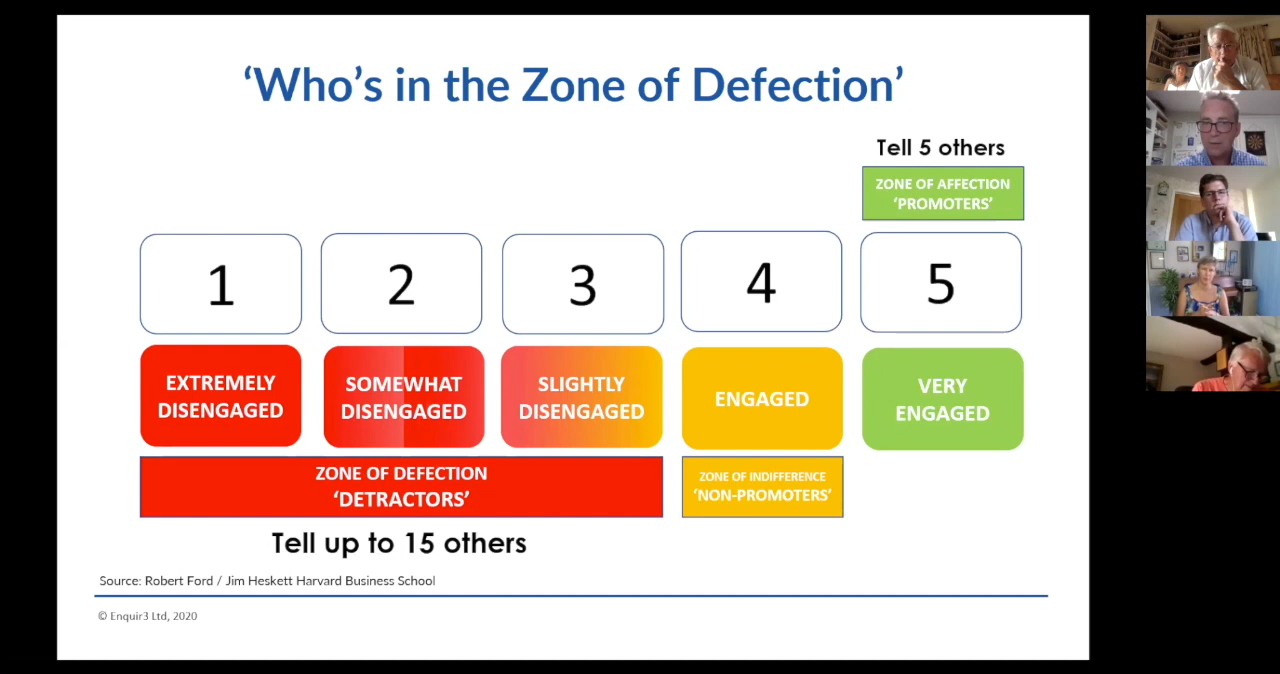 ‘Who’s in the Zone of Defection’
Tell 5 others
ZONE OF AFFECTION
‘PROMOTERS’
1
2
3
4
5
EXTREMELY
DISENGAGED
SOMEWHAT
DISENGAGED
SLIGHTLY
DISENGAGED
ENGAGED
VERY
ENGAGED
ZONE OF DEFECTION
‘DETRACTORS’
ZONE OF INDIFFERENCE
‘NON-PROMOTERS’
Tell up to 15 others
Source: Robert Ford / Jim Heskett Harvard Business School
© Enquir3 Ltd, 2020